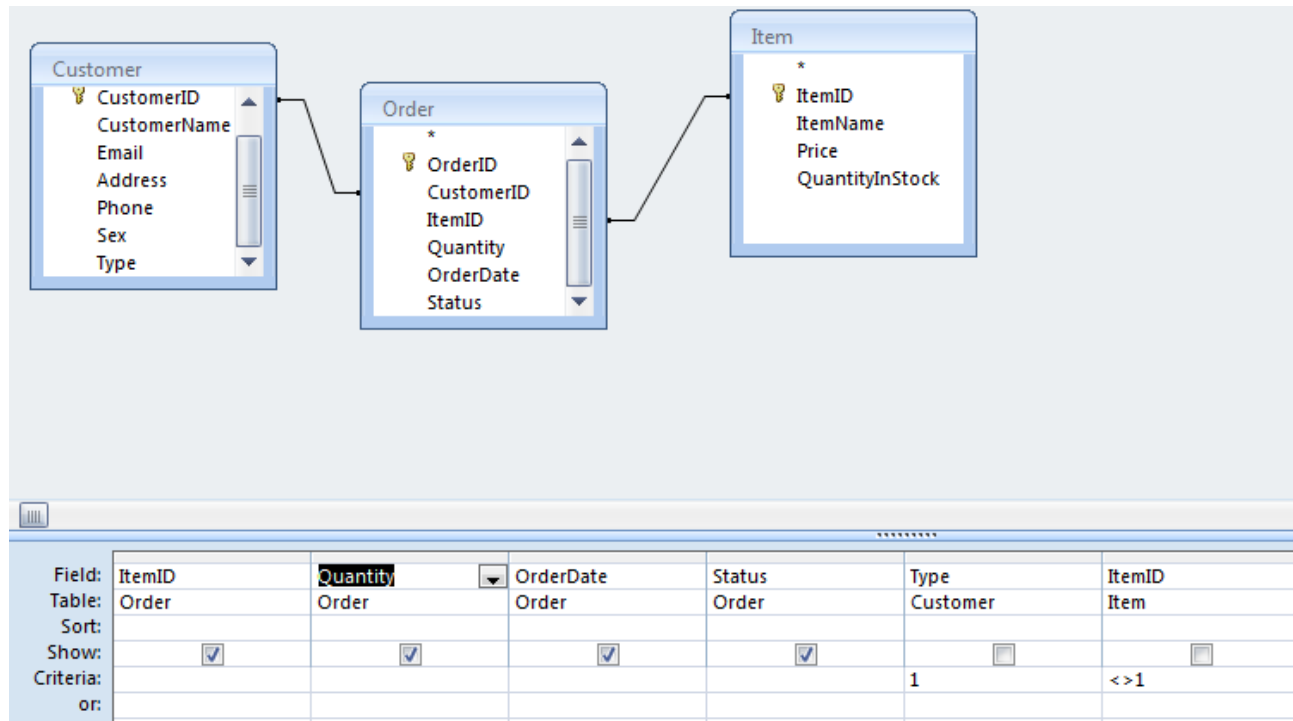 Customer
CustomerID
CustomerName
Email
Address
Phone
Sex
Type
Order
*
OrderID
CustomerID
ItemID
Quantity
OrderDate
Status
Item
*
ItemID
ItemName
Price
QuantityInStock
Field: ItemID Quantity OrderDate Status Type ItemID
Table: Order Order Order Order Customer Item
Sort:
Show:
Criteria: 1 <>1
or: